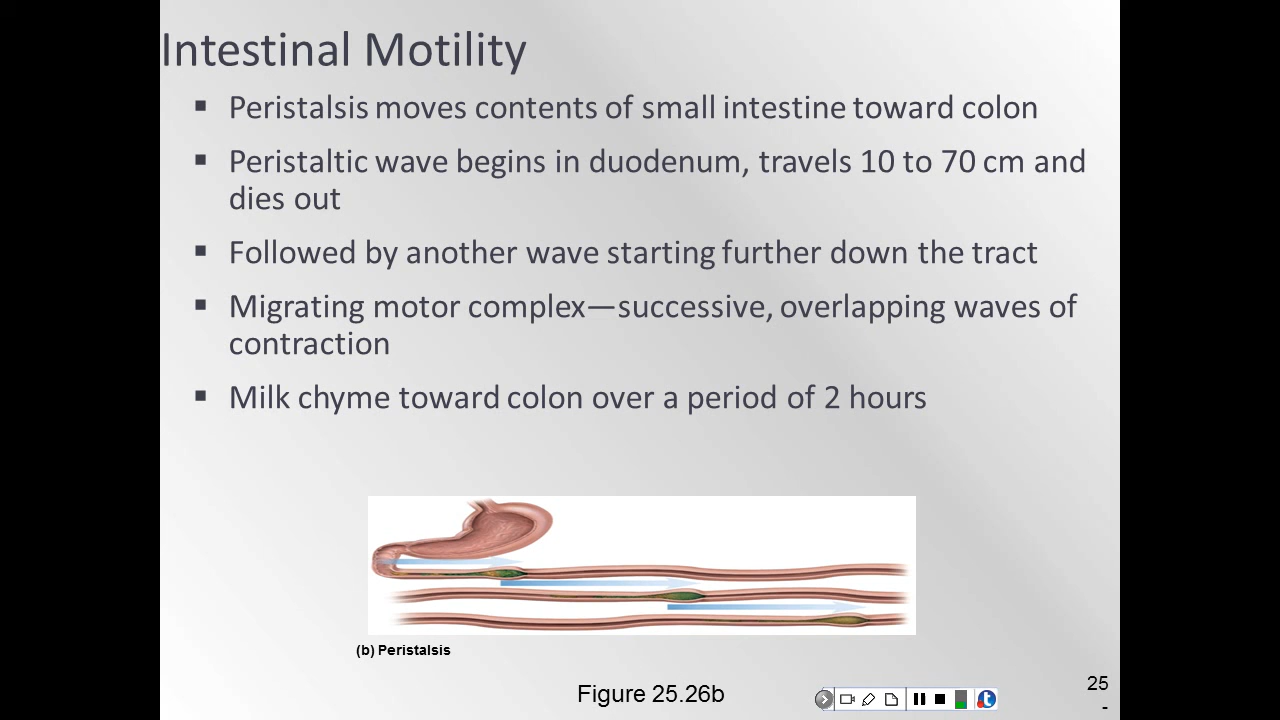 Intestinal Motility
▪ Peristalsis moves contents of small intestine toward colon
▪ Peristaltic wave begins in duodenum, travels 10 to 70 cm and
dies out
▪ Followed by another wave starting further down the tract
▪ Migrating motor complex—successive, overlapping waves of
contraction
▪ Milk chyme toward colon over a period of 2 hours
(b) Peristalsis
Figure 25.26b
25
-
t